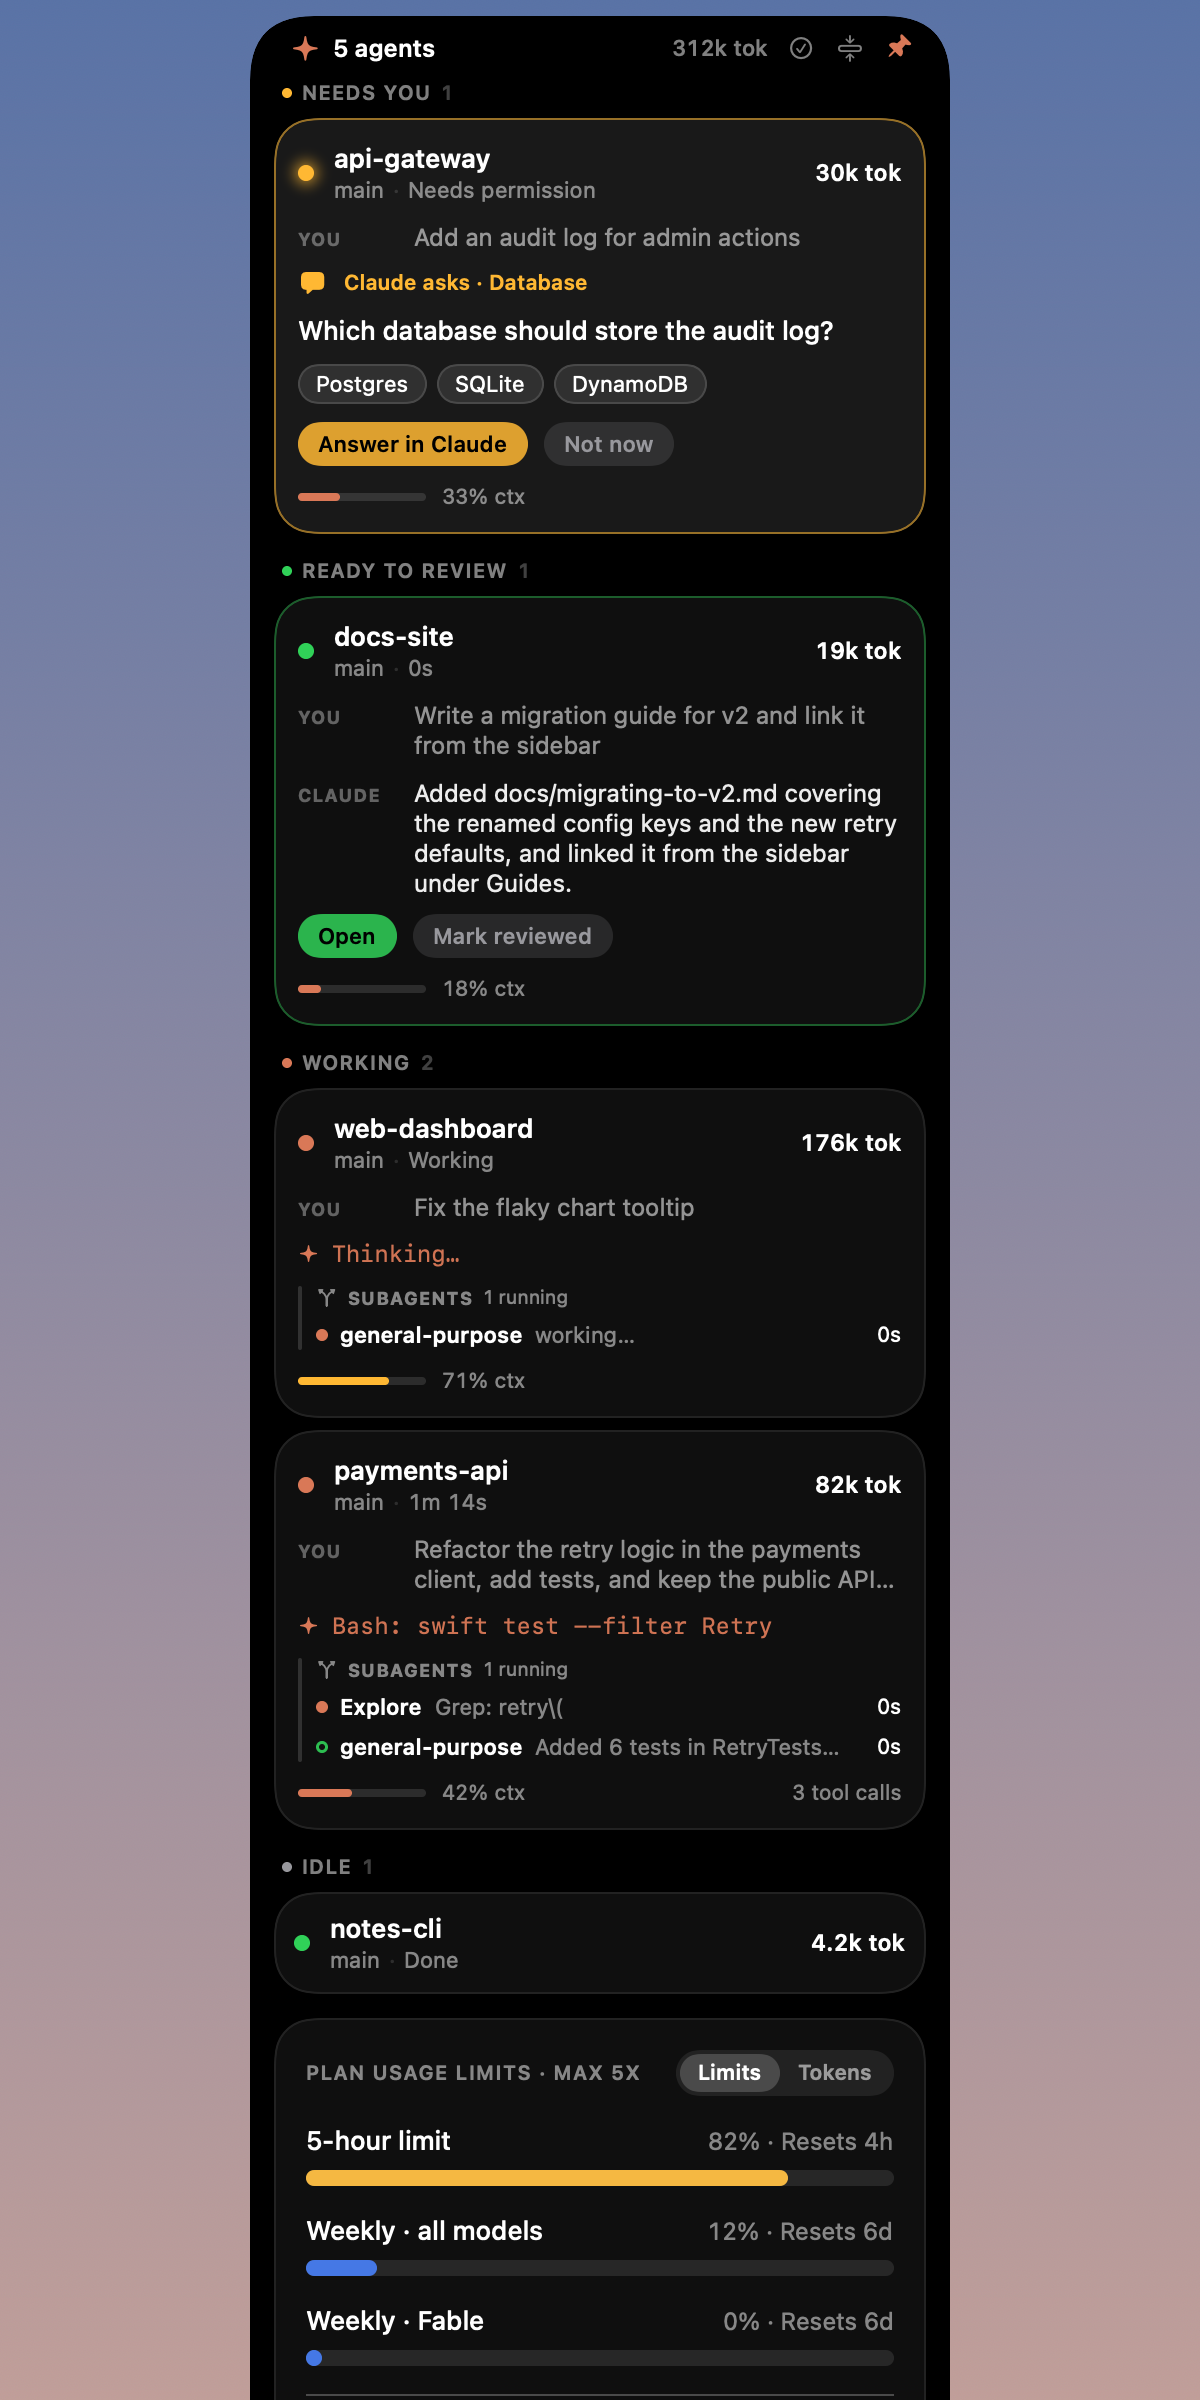 5 agents 312k tok
NEEDS YOU 1
api-gateway 30k tok
main · Needs permission
YOU Add an audit log for admin actions
Claude asks · Database
Which database should store the audit log?
Postgres SQLite DynamoDB
Answer in Claude Not now
33% ctx
READY TO REVIEW 1
docs-site 19k tok
main · 0s
YOU Write a migration guide for v2 and link it
from the sidebar
CLAUDE Added docs/migrating-to-v2.md covering
the renamed config keys and the new retry
defaults, and linked it from the sidebar
under Guides.
Open Mark reviewed
18% ctx
WORKING 2
web-dashboard 176k tok
main · Working
YOU Fix the flaky chart tooltip
Thinking…
SUBAGENTS 1 running
general-purpose working… 0s
71% ctx
payments-api 82k tok
main · 1m 14s
YOU Refactor the retry logic in the payments
client, add tests, and keep the public API…
Bash: swift test --filter Retry
SUBAGENTS 1 running
Explore Grep: retry\( 0s
general-purpose Added 6 tests in RetryTests… 0s
42% ctx 3 tool calls
IDLE 1
notes-cli 4.2k tok
main · Done
PLAN USAGE LIMITS · MAX 5X Limits Tokens
5-hour limit 82% · Resets 4h
Weekly · all models 12% · Resets 6d
Weekly · Fable 0% · Resets 6d